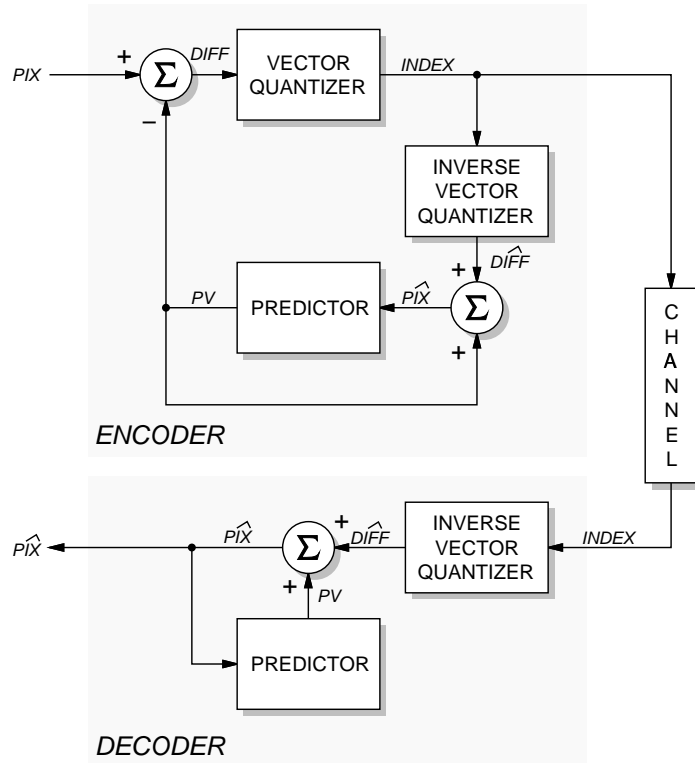 PIX
+
Σ
−
DIFF
VECTOR
QUANTIZER
INDEX
INVERSE
VECTOR
QUANTIZER
+
DIFF^
PV
PREDICTOR
PIX^
Σ
+
ENCODER
CHANNEL
PIX^
PIX^
Σ
+
+
DIFF^
INVERSE
VECTOR
QUANTIZER
INDEX
PV
PREDICTOR
DECODER